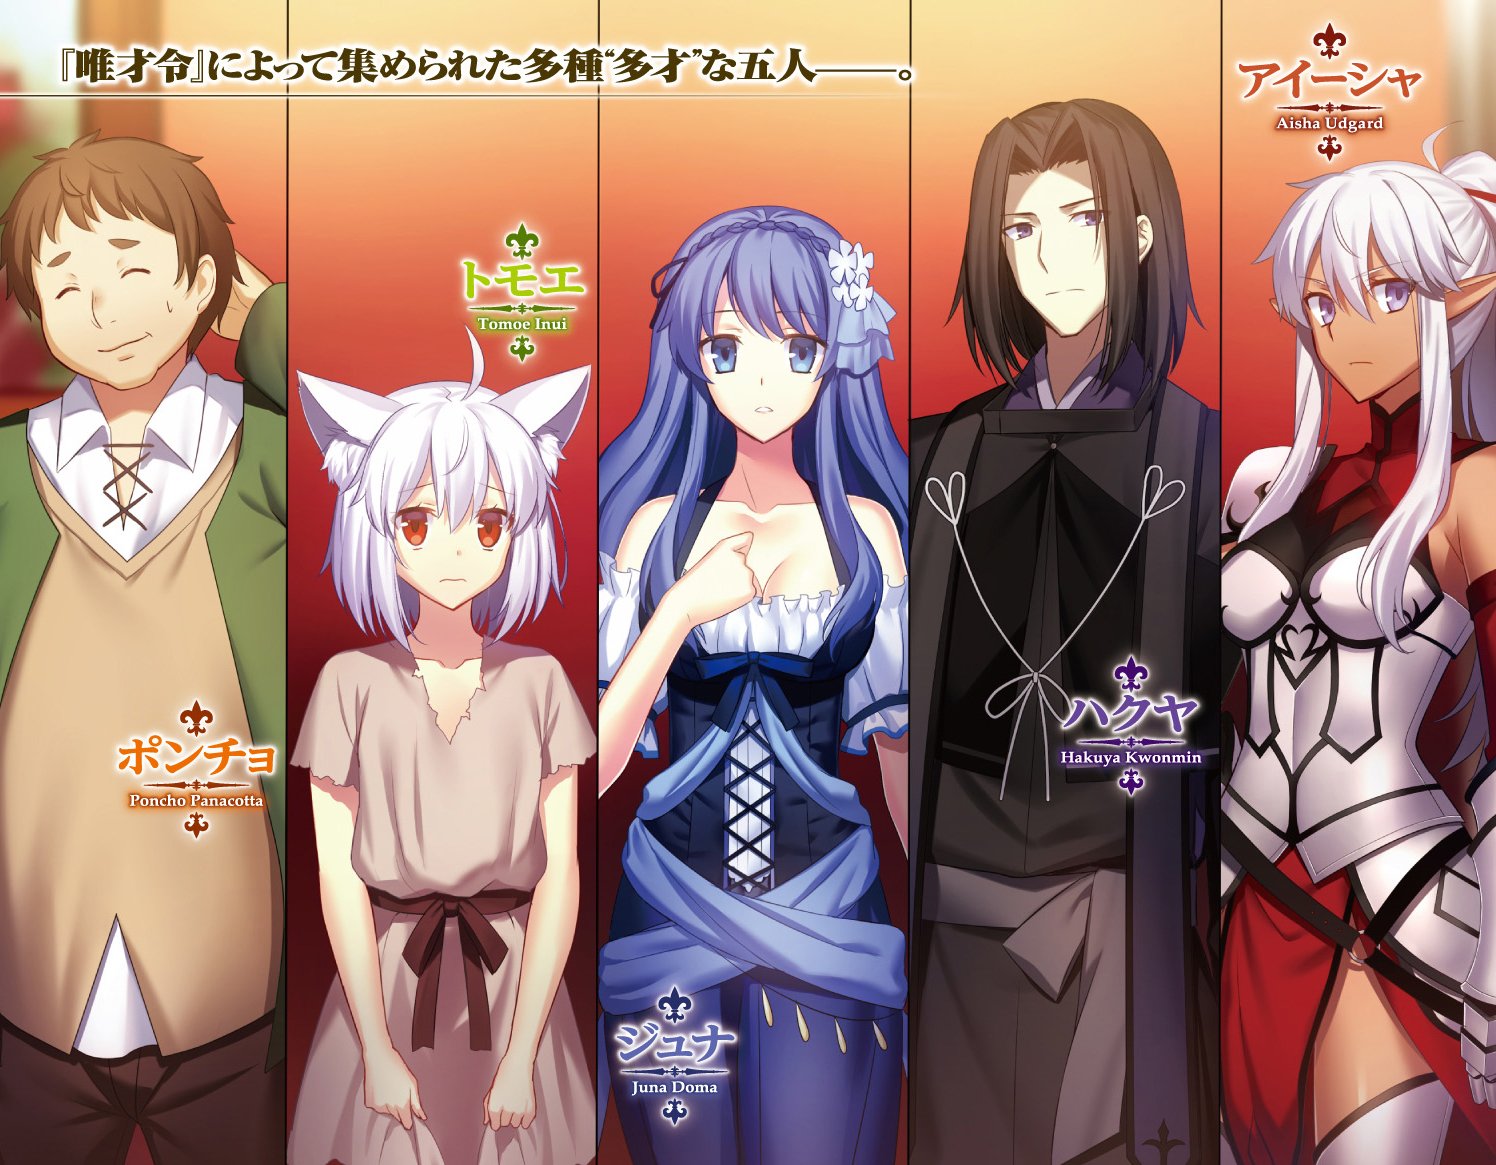 『唯才令』によって集められた多種“多才”な五人――。
ポンチョ
Poncho Panacotta
トモエ
Tomoe Inui
ジュナ
Juna Doma
ハクヤ
Hakuya Kwonmin
アイーシャ
Aisha Udgard